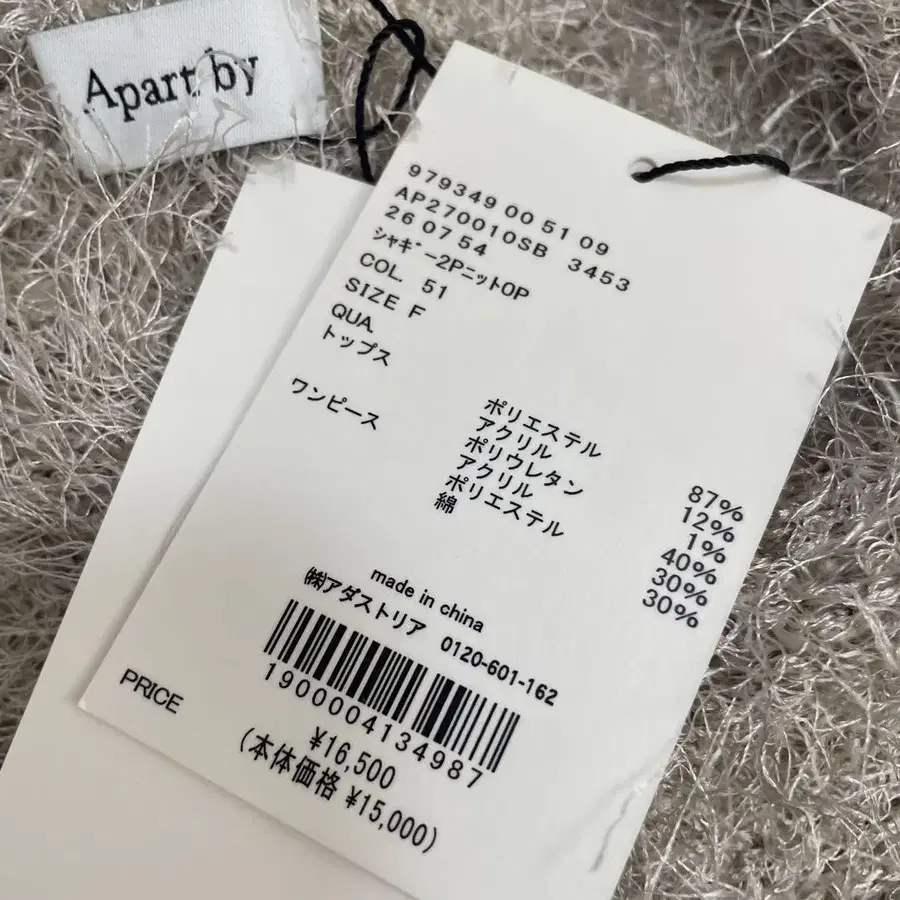 Apart by
979349 00 51 09
AP270010SB 3453
26 07 54
シャギー2PニットOP
COL. 51
SIZE F
QUA.
トップス
ワンピース
ポリエステル 87%
アクリル 12%
ポリウレタン 1%
アクリル 40%
ポリエステル 30%
綿 30%
made in china
㈱アダストリア 0120-601-162
1900004134987
PRICE
¥16,500
(本体価格 ¥15,000)